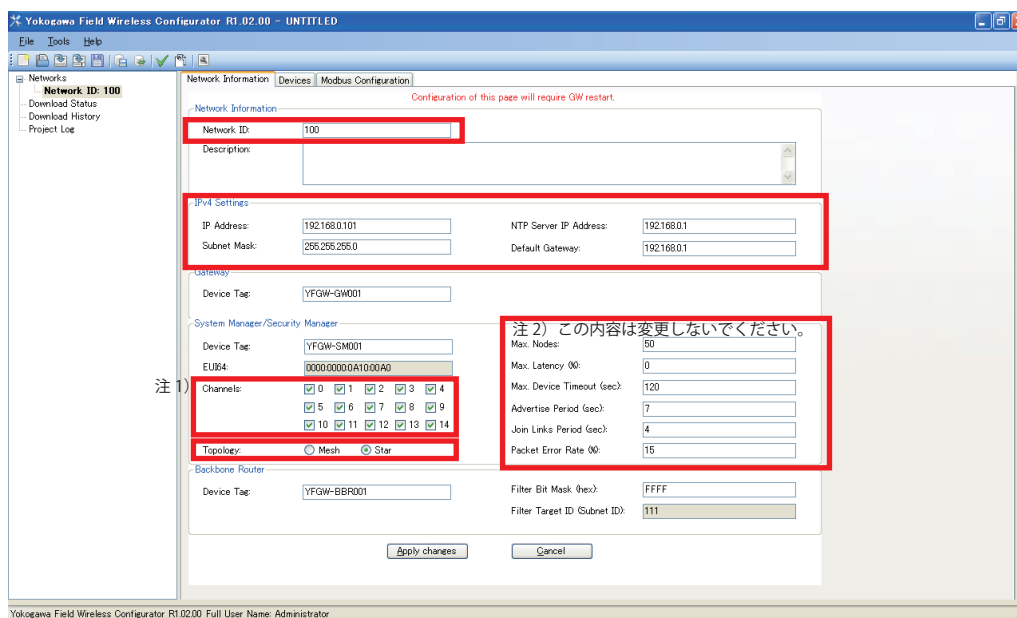 Yokogawa Field Wireless Configurator R1.02.00 - UNTITLED
File Tools Help
Networks
Network ID: 100
Download Status
Download History
Project Log
Network Information Devices Modbus Configuration
Configuration of this page will require GW restart.
Network Information
Network ID: 100
Description:
IPv4 Settings
IP Address: 192.168.0.101 NTP Server IP Address: 192.168.0.1
Subnet Mask: 255.255.255.0 Default Gateway: 192.168.0.1
Gateway
Device Tag: YFGW-GW001
System Manager/Security Manager
注 2）この内容は変更しないでください。
Device Tag: YFGW-SM001 Max. Nodes: 50
EUI64: 0000:0000:0A10:00A0 Max. Latency (%): 0
注 1）
Channels: 0 1 2 3 4 Max. Device Timeout (sec): 120
5 6 7 8 9 Advertise Period (sec): 7
10 11 12 13 14 Join Links Period (sec): 4
Topology: Mesh Star Packet Error Rate (%): 15
Backbone Router
Device Tag: YFGW-BBR001 Filter Bit Mask (hex): FFFF
Filter Target ID (Subnet ID): 111
Apply changes Cancel
Yokogawa Field Wireless Configurator R1.02.00 Full User Name: Administrator